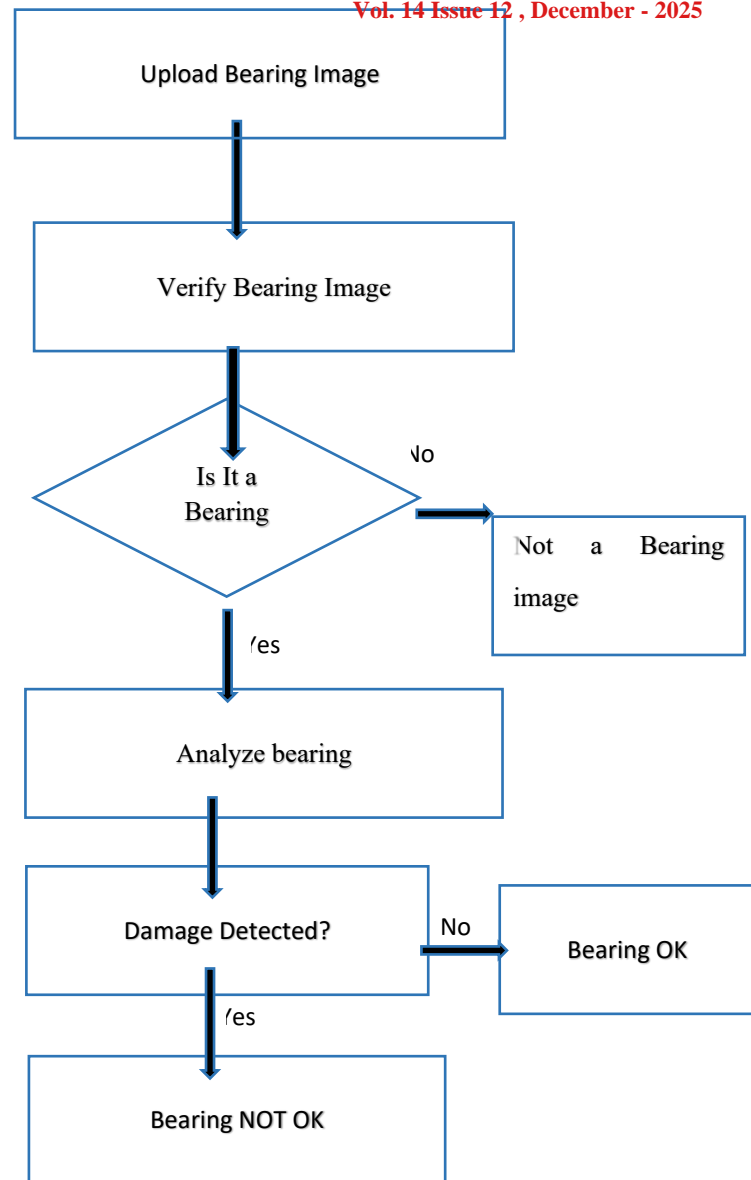 Vol. 14 Issue 12 , December - 2025
Upload Bearing Image
Verify Bearing Image
Is It a
Bearing
No
Not a Bearing
image
Yes
Analyze bearing
Damage Detected?
No
Bearing OK
Yes
Bearing NOT OK